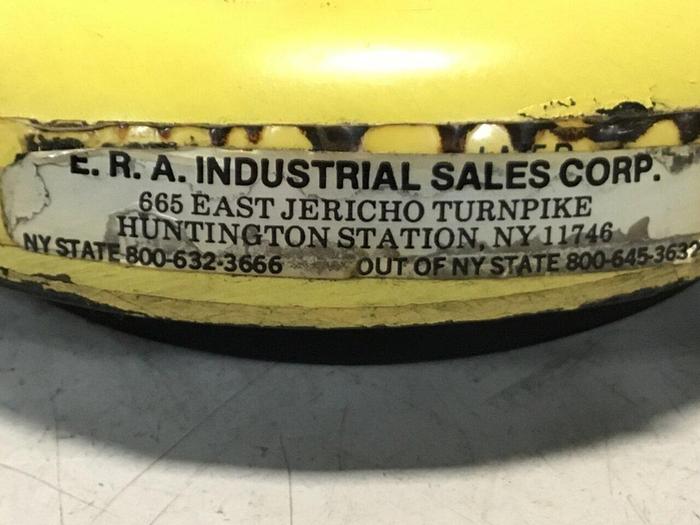 E. R. A. INDUSTRIAL SALES CORP.
665 EAST JERICHO TURNPIKE
HUNTINGTON STATION, NY 11746
NY STATE 800-632-3666 OUT OF NY STATE 800-645-3632